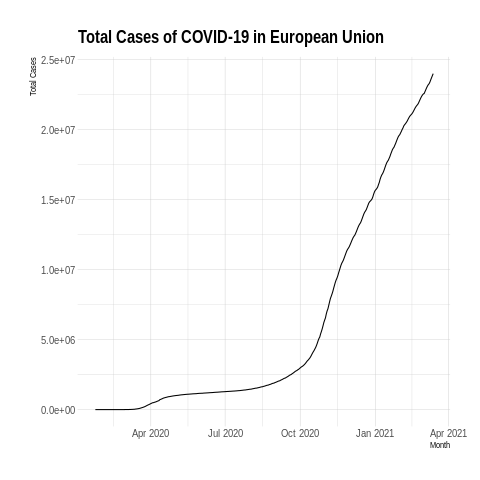 Total Cases of COVID-19 in European Union
Total Cases
2.5e+07
2.0e+07
1.5e+07
1.0e+07
5.0e+06
0.0e+00
Apr 2020 Jul 2020 Oct 2020 Jan 2021 Apr 2021
Month